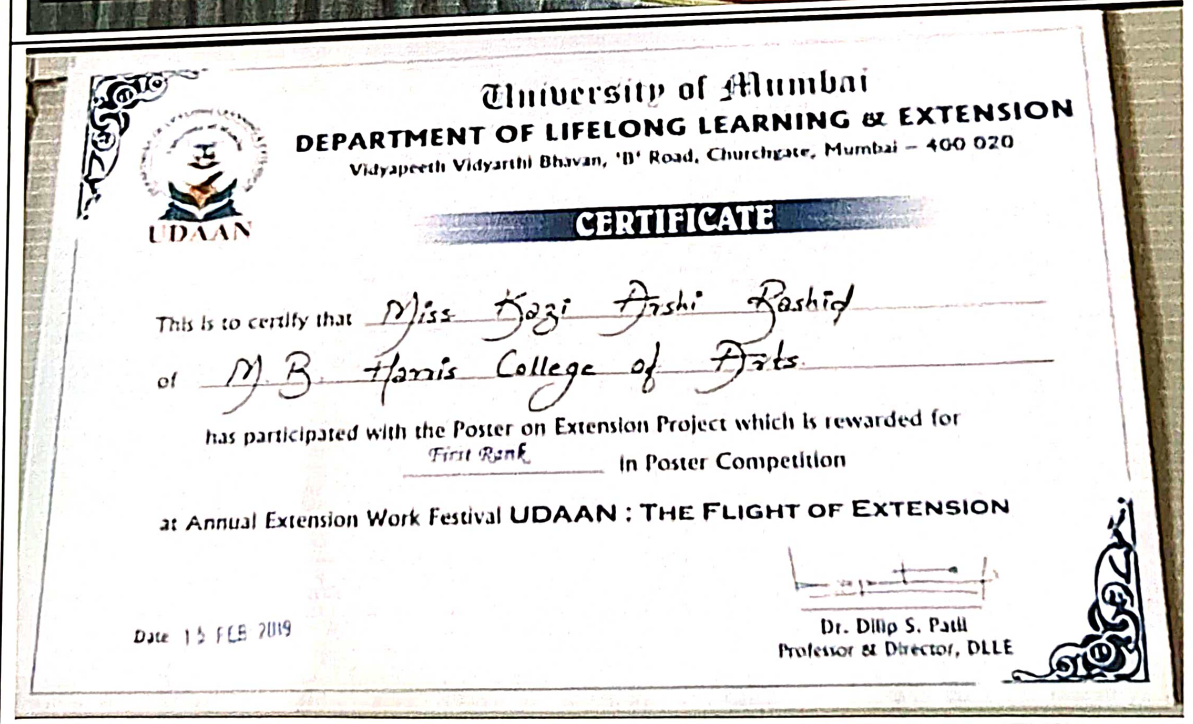 University of Mumbai
DEPARTMENT OF LIFELONG LEARNING & EXTENSION
Vidyapeeth Vidyarthi Bhavan, 'B' Road, Churchgate, Mumbai – 400 020
UDAAN
CERTIFICATE
This is to certify that Miss Kazi Arshi Rashid
of M. B. Harris College of Arts.
has participated with the Poster on Extension Project which is rewarded for
First Rank in Poster Competition
at Annual Extension Work Festival UDAAN : THE FLIGHT OF EXTENSION
Date FEB 2019
Dr. Dilip S. Patil
Professor & Director, DLLE